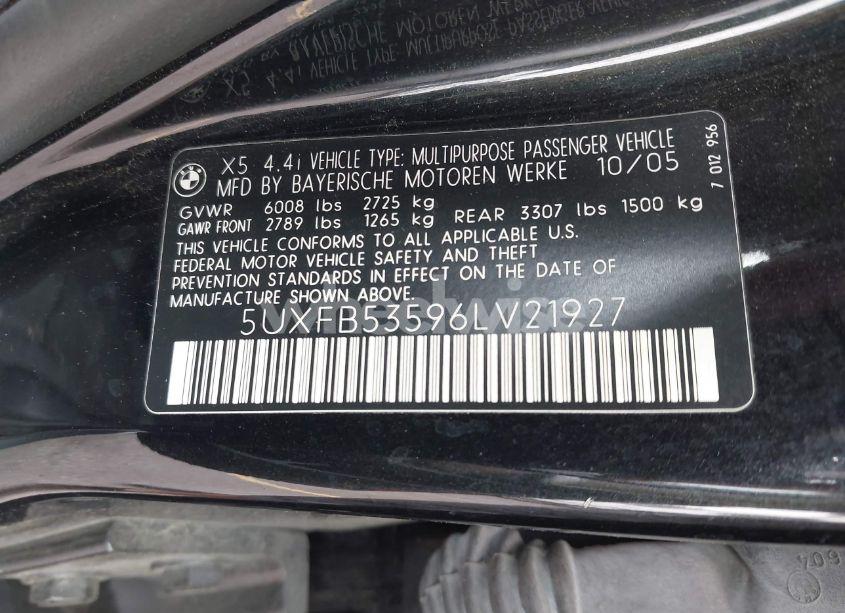 X5 4.4i VEHICLE TYPE: MULTIPURPOSE PASSENGER VEHICLE
MFD BY BAYERISCHE MOTOREN WERKE 10/05
GVWR 6008 lbs 2725 kg
GAWR FRONT 2789 lbs 1265 kg REAR 3307 lbs 1500 kg
THIS VEHICLE CONFORMS TO ALL APPLICABLE U.S.
FEDERAL MOTOR VEHICLE SAFETY AND THEFT
PREVENTION STANDARDS IN EFFECT ON THE DATE OF
MANUFACTURE SHOWN ABOVE.
5UXFB53596LV21927
7 012 956